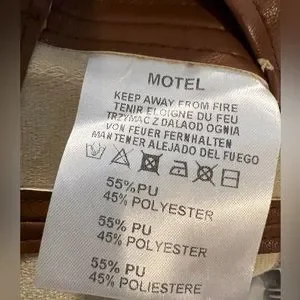 MOTEL
KEEP AWAY FROM FIRE
TENIR ELOIGNE DU FEU
TRZYMAC Z DALAOD OGNIA
VON FEUER FERNHALTEN
MANTENER ALEJADO DEL FUEGO
55% PU
45% POLYESTER
55% PU
45% POLYESTER
55% PU
45% POLIESTERE